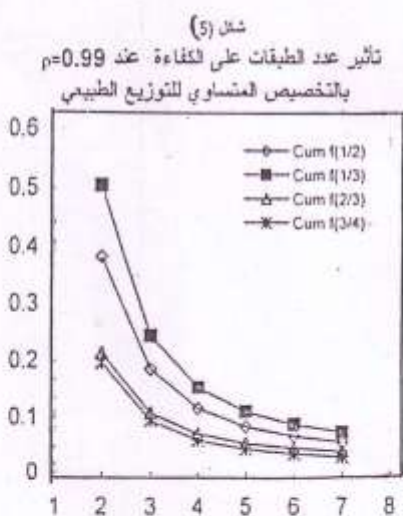 شكل (5)
تأثير عدد الطبقات على الكفاءة عند ρ=0.99
بالتخصيص المتساوي للتوزيع الطبيعي
0.6
0.5
0.4
0.2
0.1
0
Cum f(1/2)
Cum f(1/3)
Cum f(2/3)
Cum f(3/4)
1 2 3 4 5 6 7 8